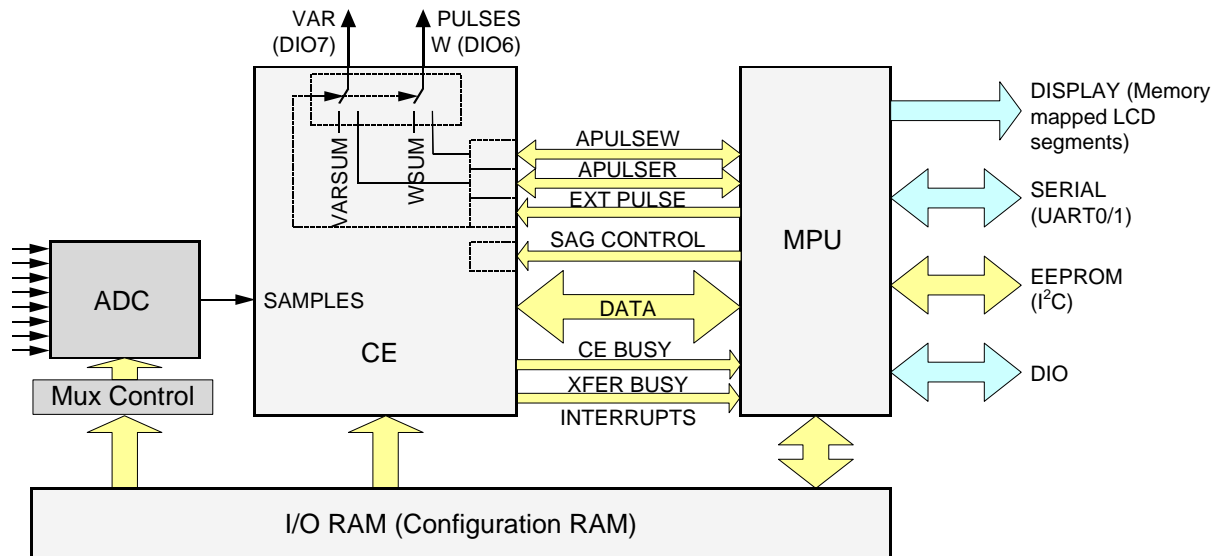 VAR
(DIO7)
PULSES
W (DIO6)
VARSUM
WSUM
APULSEW
APULSER
EXT PULSE
SAG CONTROL
DATA
CE BUSY
XFER BUSY
INTERRUPTS
SAMPLES
CE
ADC
Mux Control
MPU
DISPLAY (Memory
mapped LCD
segments)
SERIAL
(UART0/1)
EEPROM
(I²C)
DIO
I/O RAM (Configuration RAM)